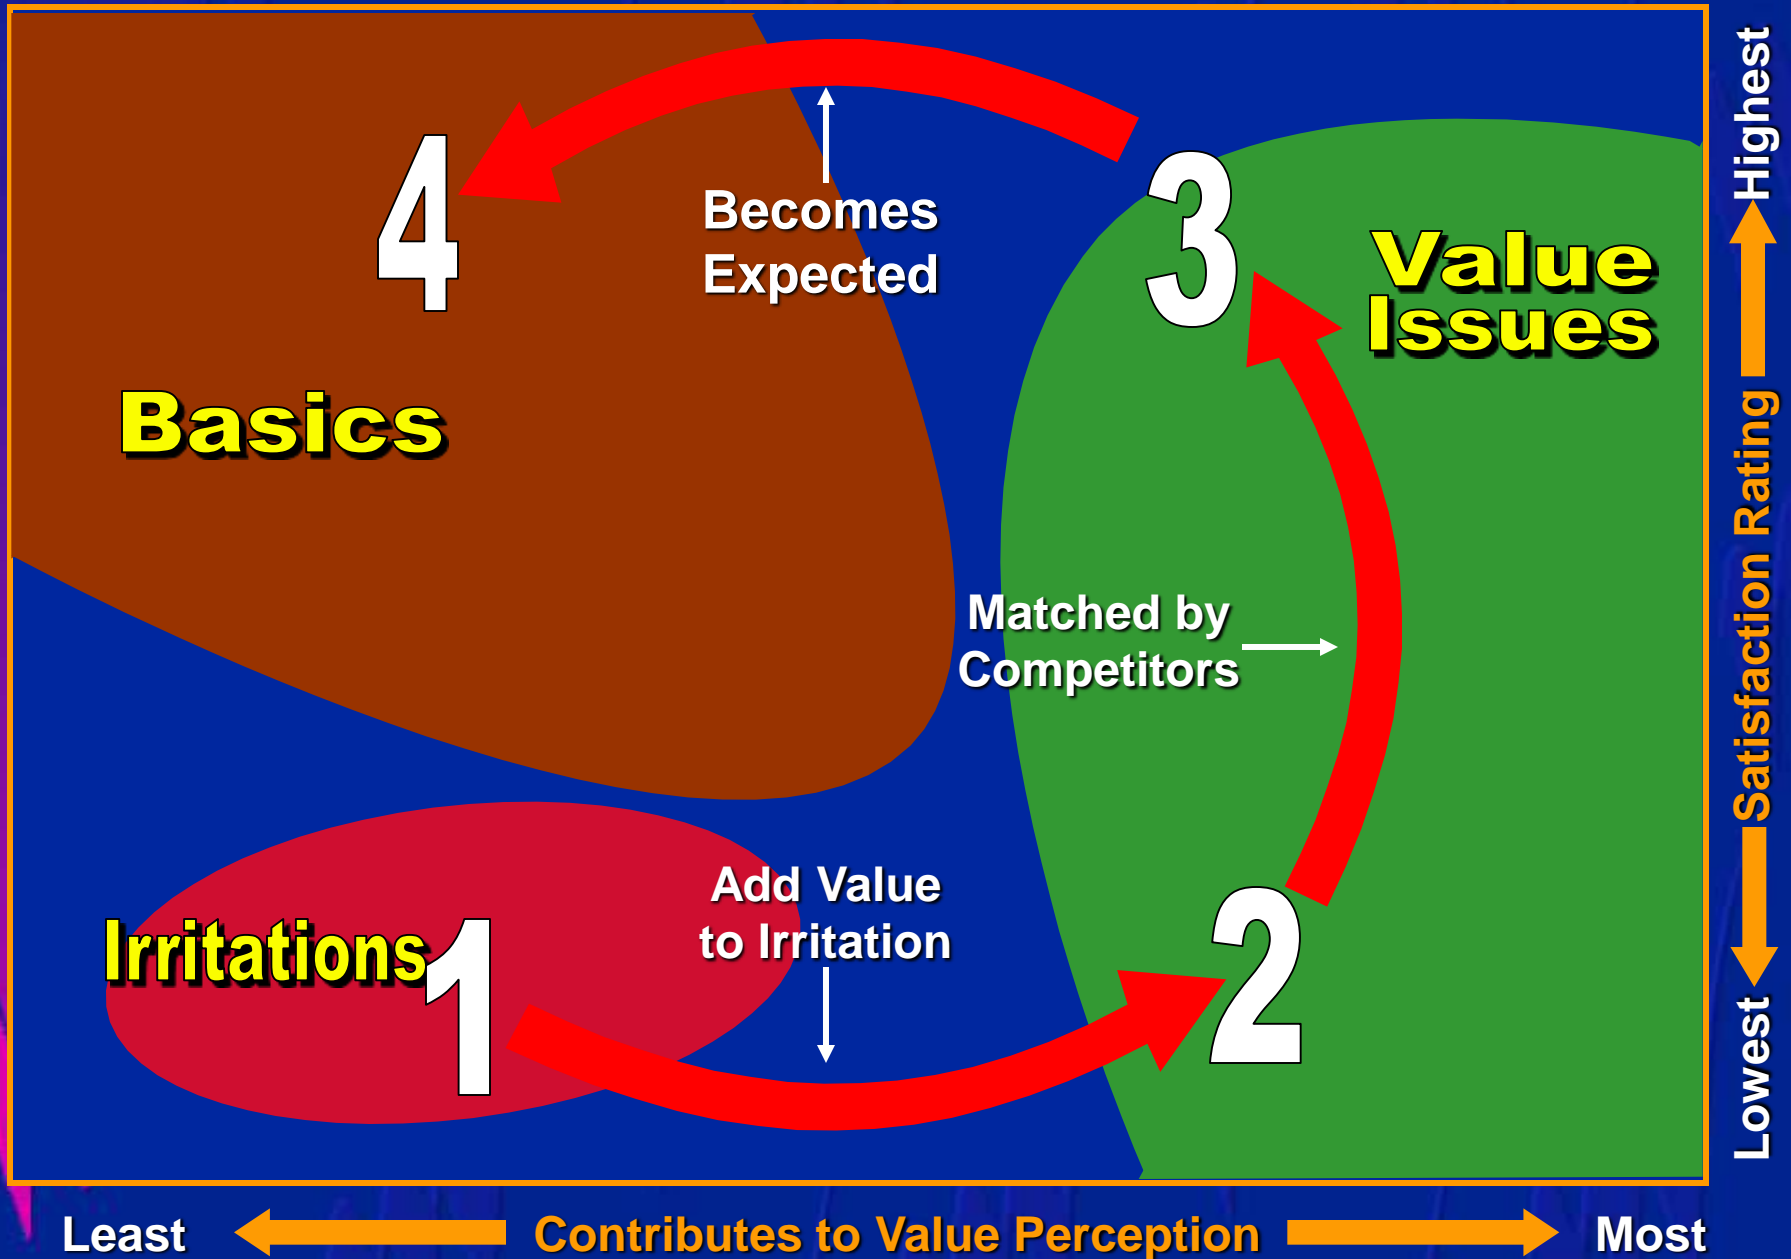 4
Becomes
Expected
3
Value
Issues
Basics
Matched by
Competitors
Irritations
1
Add Value
to Irritation
2
Highest
Satisfaction Rating
Lowest
Least
Contributes to Value Perception
Most